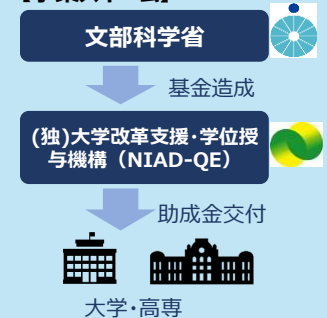 文部科学省
基金造成
(独)大学改革支援・学位授
与機構（NIAD-QE）
助成金交付
大学・高専